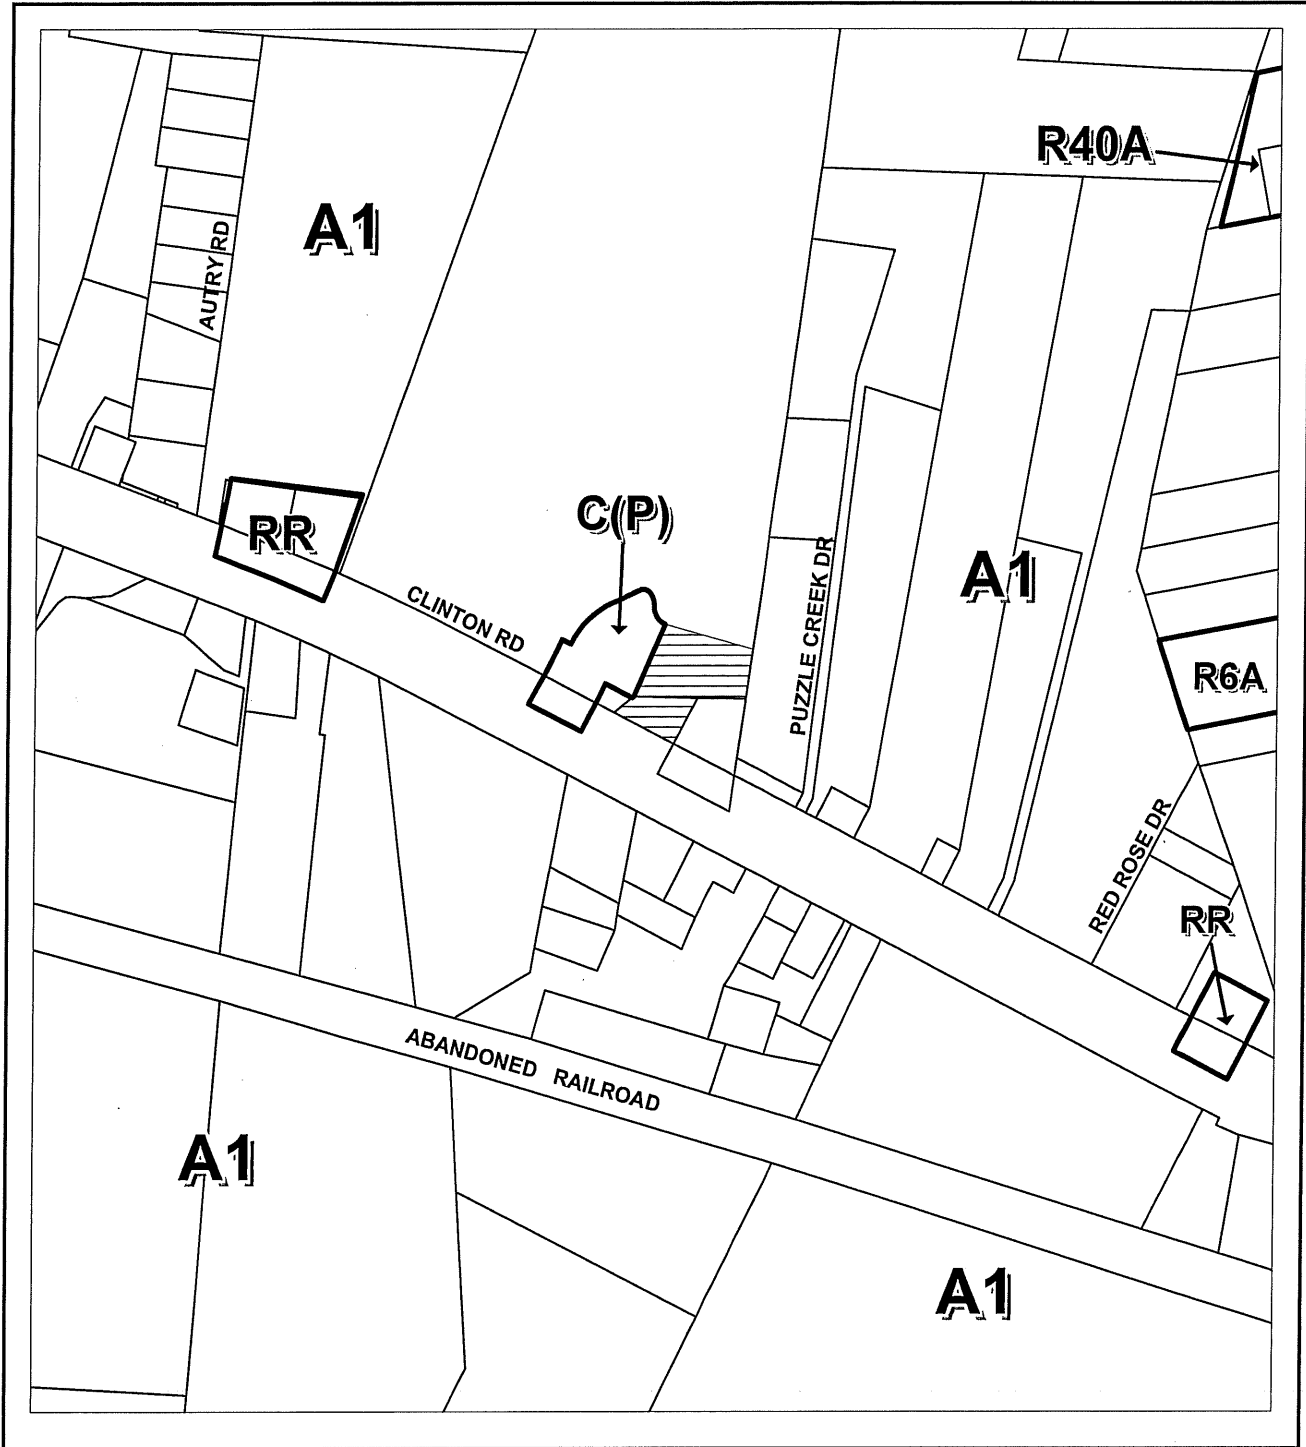 R40A
A1
AUTRY RD
C(P)
RR
A1
CLINTON RD
PUZZLE CREEK DR
R6A
RED ROSE DR
RR
ABANDONED RAILROAD
A1
A1